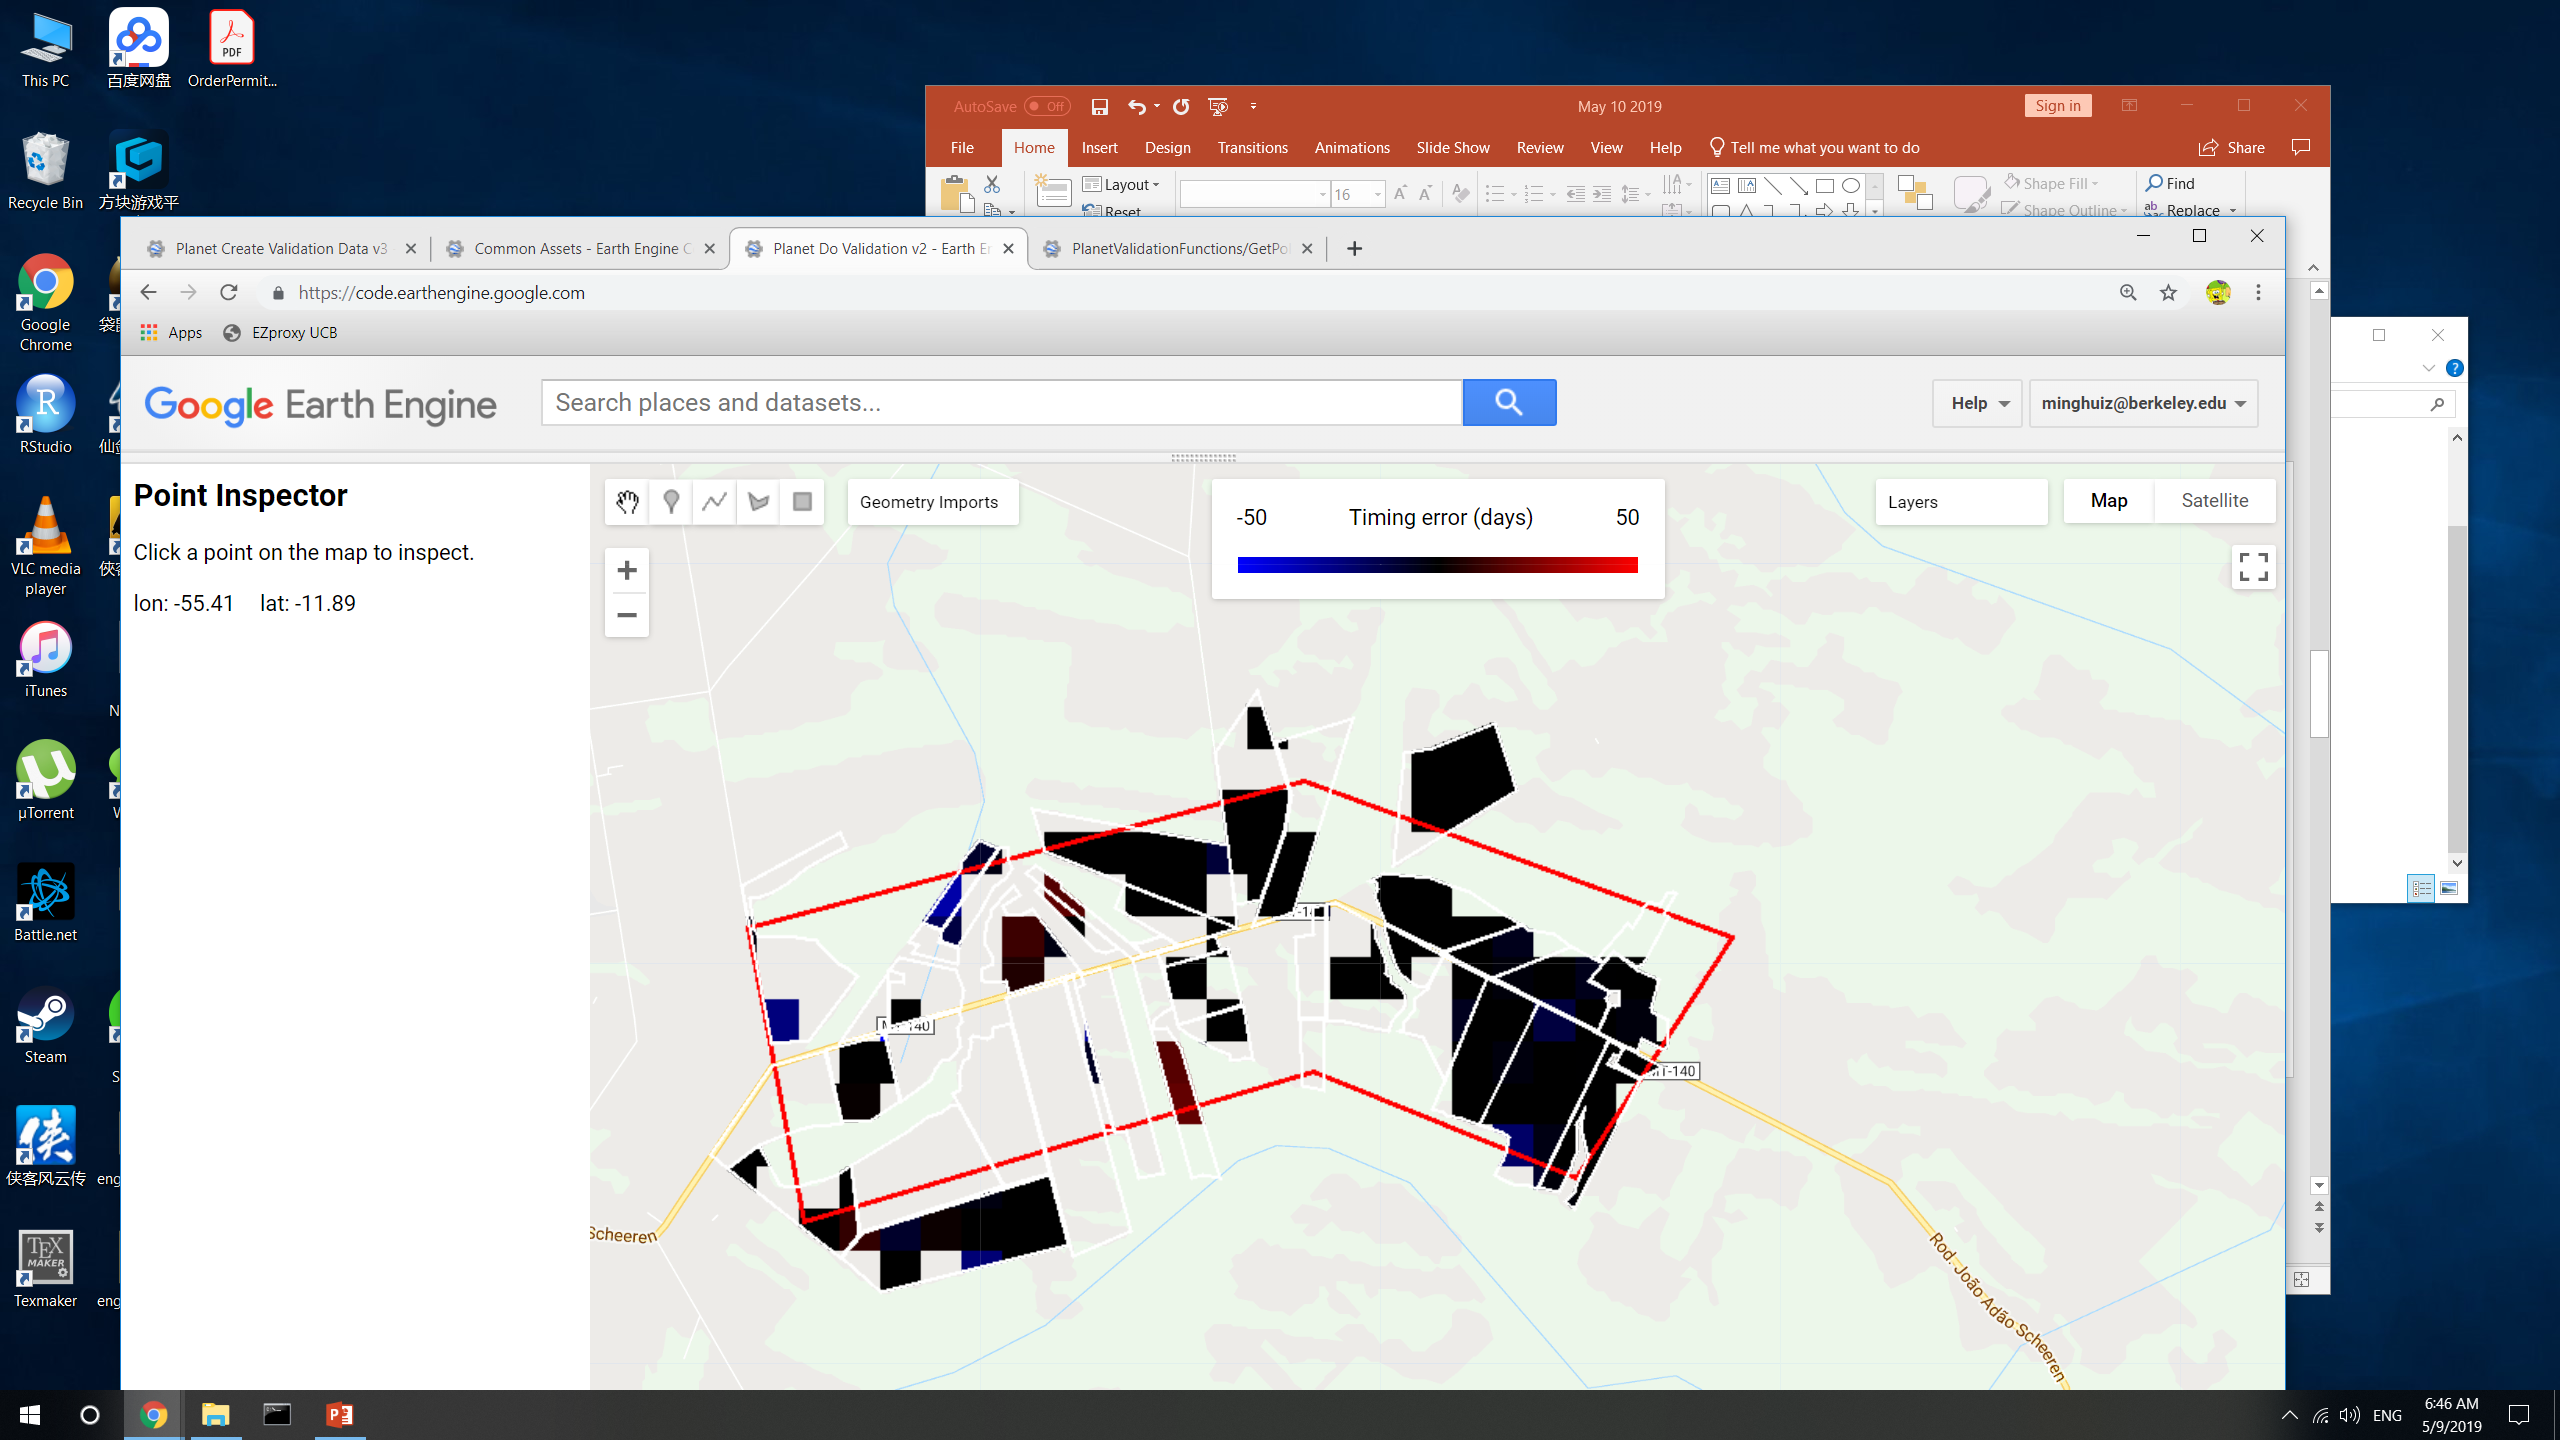 This PC
百度网盘
OrderPermit...
Recycle Bin
方块游戏平
Google Chrome
RStudio
VLC media player
iTunes
µTorrent
Battle.net
Steam
侠客风云传
eng
Texmaker
eng
AutoSave Off
May 10 2019
Sign in
File Home Insert Design Transitions Animations Slide Show Review View Help Tell me what you want to do
Share
Layout
Reset
16
Shape Fill
Shape Outline
Find
Replace
Planet Create Validation Data v3
Common Assets - Earth Engine C
Planet Do Validation v2 - Earth En
PlanetValidationFunctions/GetPol
https://code.earthengine.google.com
Apps
EZproxy UCB
Google Earth Engine
Search places and datasets...
Help
minghuiz@berkeley.edu
Point Inspector
Click a point on the map to inspect.
lon: -55.41 lat: -11.89
Geometry Imports
-50 Timing error (days) 50
Layers
Map
Satellite
MT-140
Scheeren
Rod. João Adão Scheeren
ENG
6:46 AM
5/9/2019